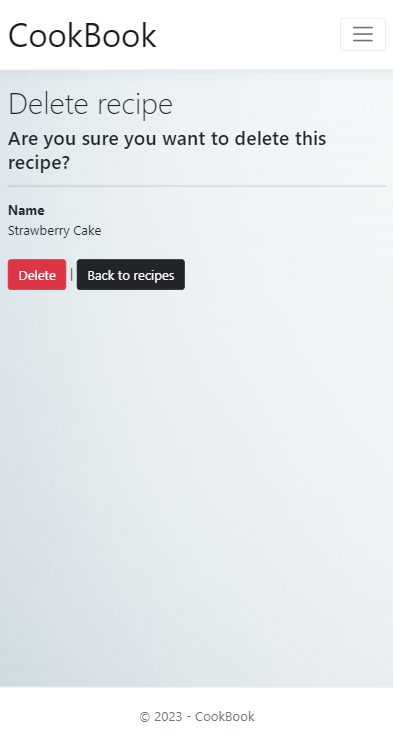 CookBook
Delete recipe
Are you sure you want to delete this
recipe?
Name
Strawberry Cake
Delete | Back to recipes
© 2023 - CookBook